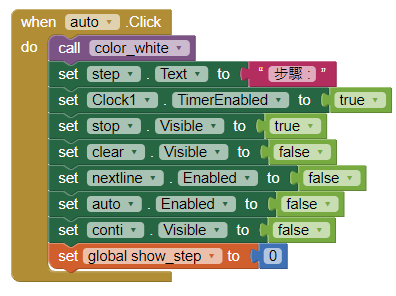 when auto .Click
do call color_white
set step . Text to “ 步驟： ”
set Clock1 . TimerEnabled to true
set stop . Visible to true
set clear . Visible to false
set nextline . Enabled to false
set auto . Enabled to false
set conti . Visible to false
set global show_step to 0